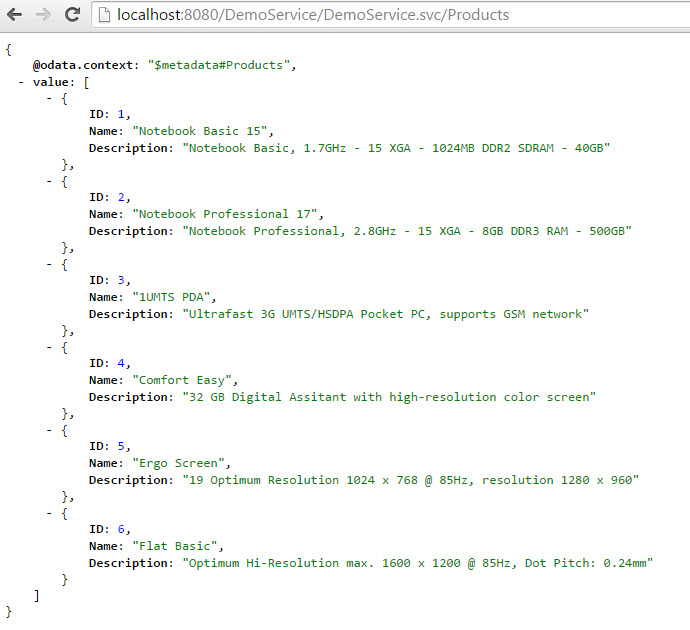 localhost:8080/DemoService/DemoService.svc/Products
{
@odata.context: "$metadata#Products",
- value: [
- {
ID: 1,
Name: "Notebook Basic 15",
Description: "Notebook Basic, 1.7GHz - 15 XGA - 1024MB DDR2 SDRAM - 40GB"
},
- {
ID: 2,
Name: "Notebook Professional 17",
Description: "Notebook Professional, 2.8GHz - 15 XGA - 8GB DDR3 RAM - 500GB"
},
- {
ID: 3,
Name: "1UMTS PDA",
Description: "Ultrafast 3G UMTS/HSDPA Pocket PC, supports GSM network"
},
- {
ID: 4,
Name: "Comfort Easy",
Description: "32 GB Digital Assitant with high-resolution color screen"
},
- {
ID: 5,
Name: "Ergo Screen",
Description: "19 Optimum Resolution 1024 x 768 @ 85Hz, resolution 1280 x 960"
},
- {
ID: 6,
Name: "Flat Basic",
Description: "Optimum Hi-Resolution max. 1600 x 1200 @ 85Hz, Dot Pitch: 0.24mm"
}
]
}